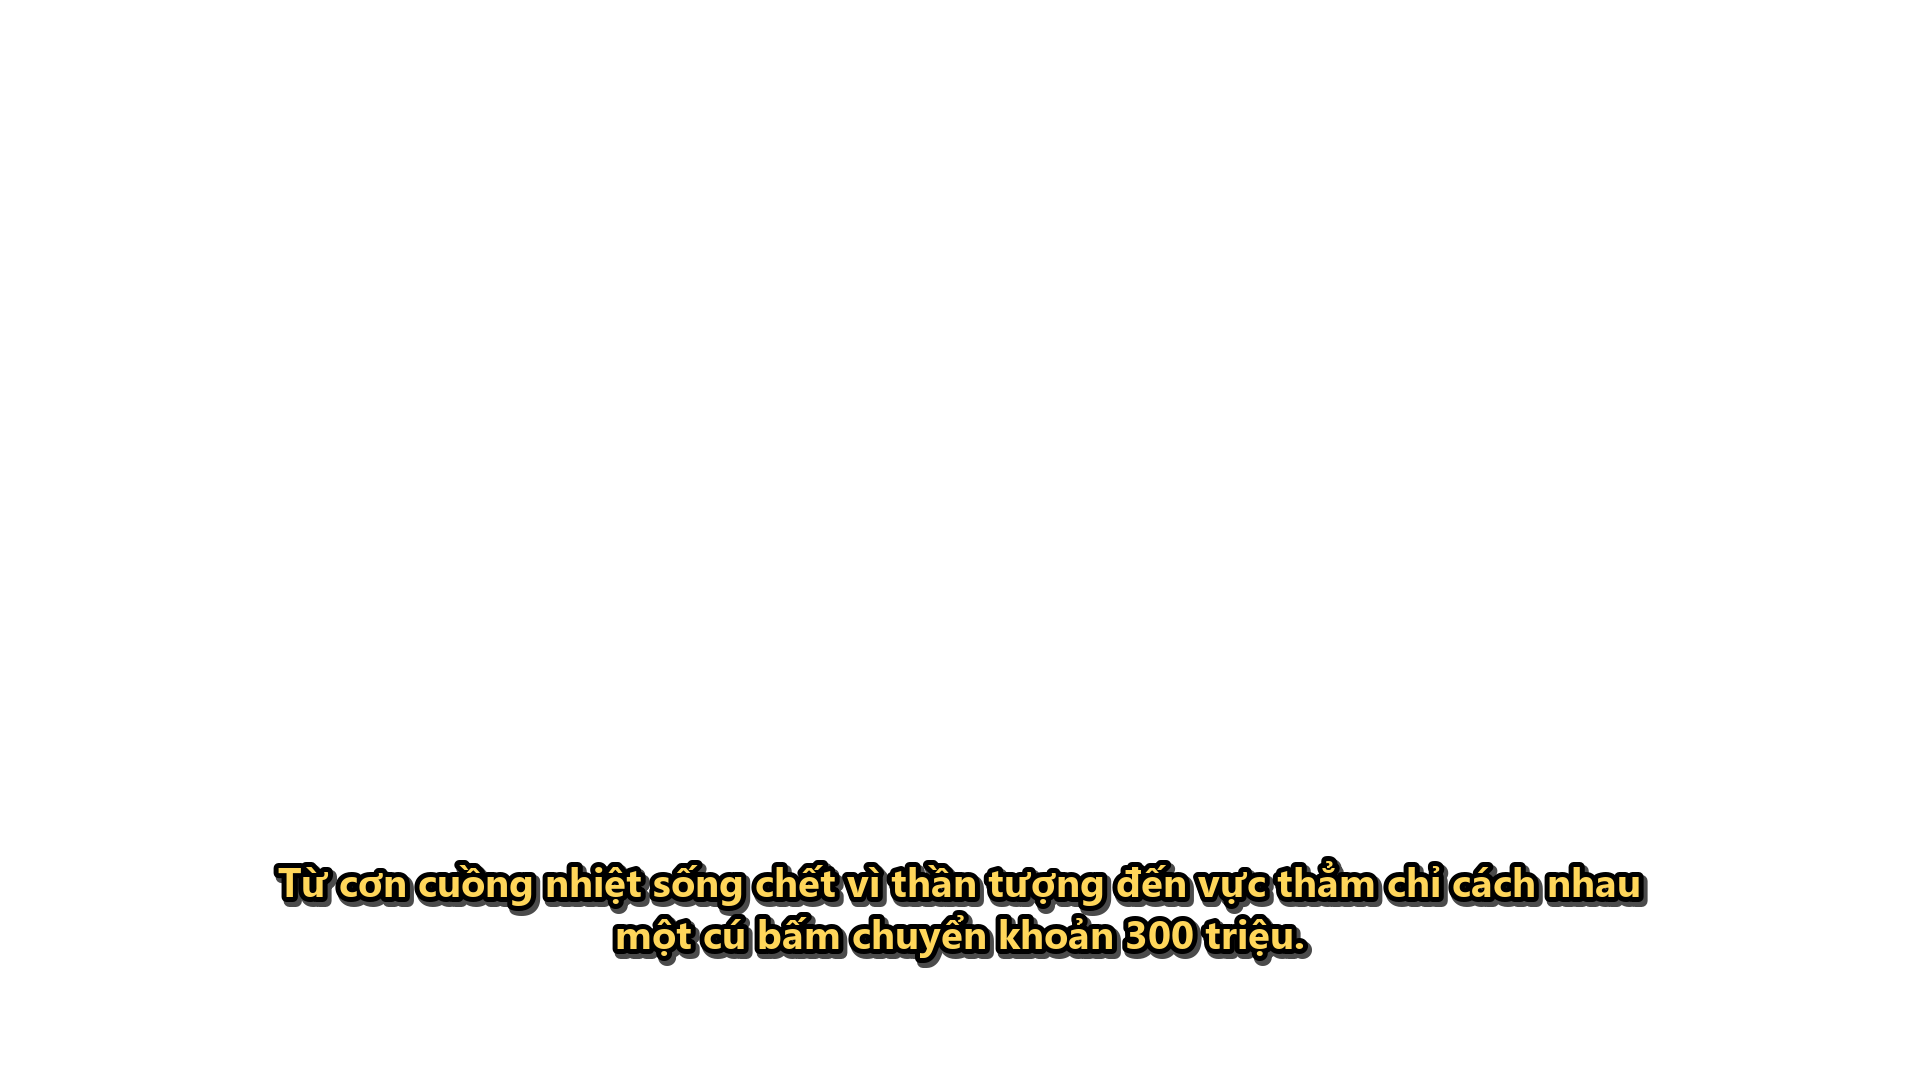 Từ cơn cuồng nhiệt sống chết vì thần tượng đến vực thẳm chỉ cách nhau
một cú bấm chuyển khoản 300 triệu.